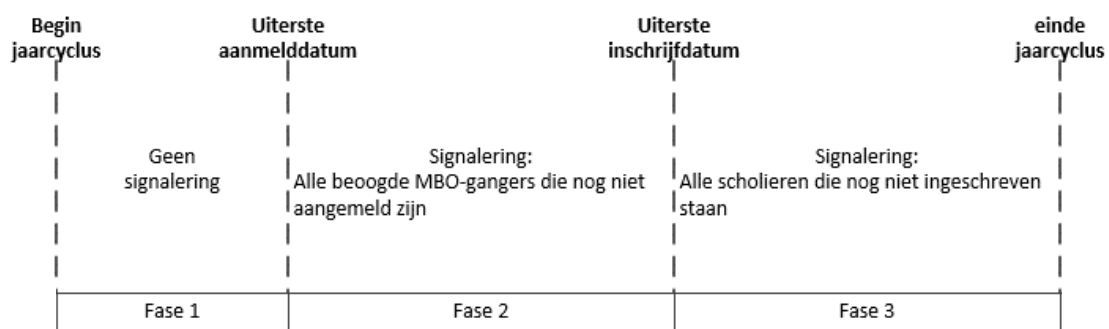 Begin
jaarcyclus
Uiterste
aanmelddatum
Uiterste
inschrijfdatum
einde
jaarcyclus
Geen
signalering
Signalering:
Alle beoogde MBO-gangers die nog niet
aangemeld zijn
Signalering:
Alle scholieren die nog niet ingeschreven
staan
Fase 1
Fase 2
Fase 3